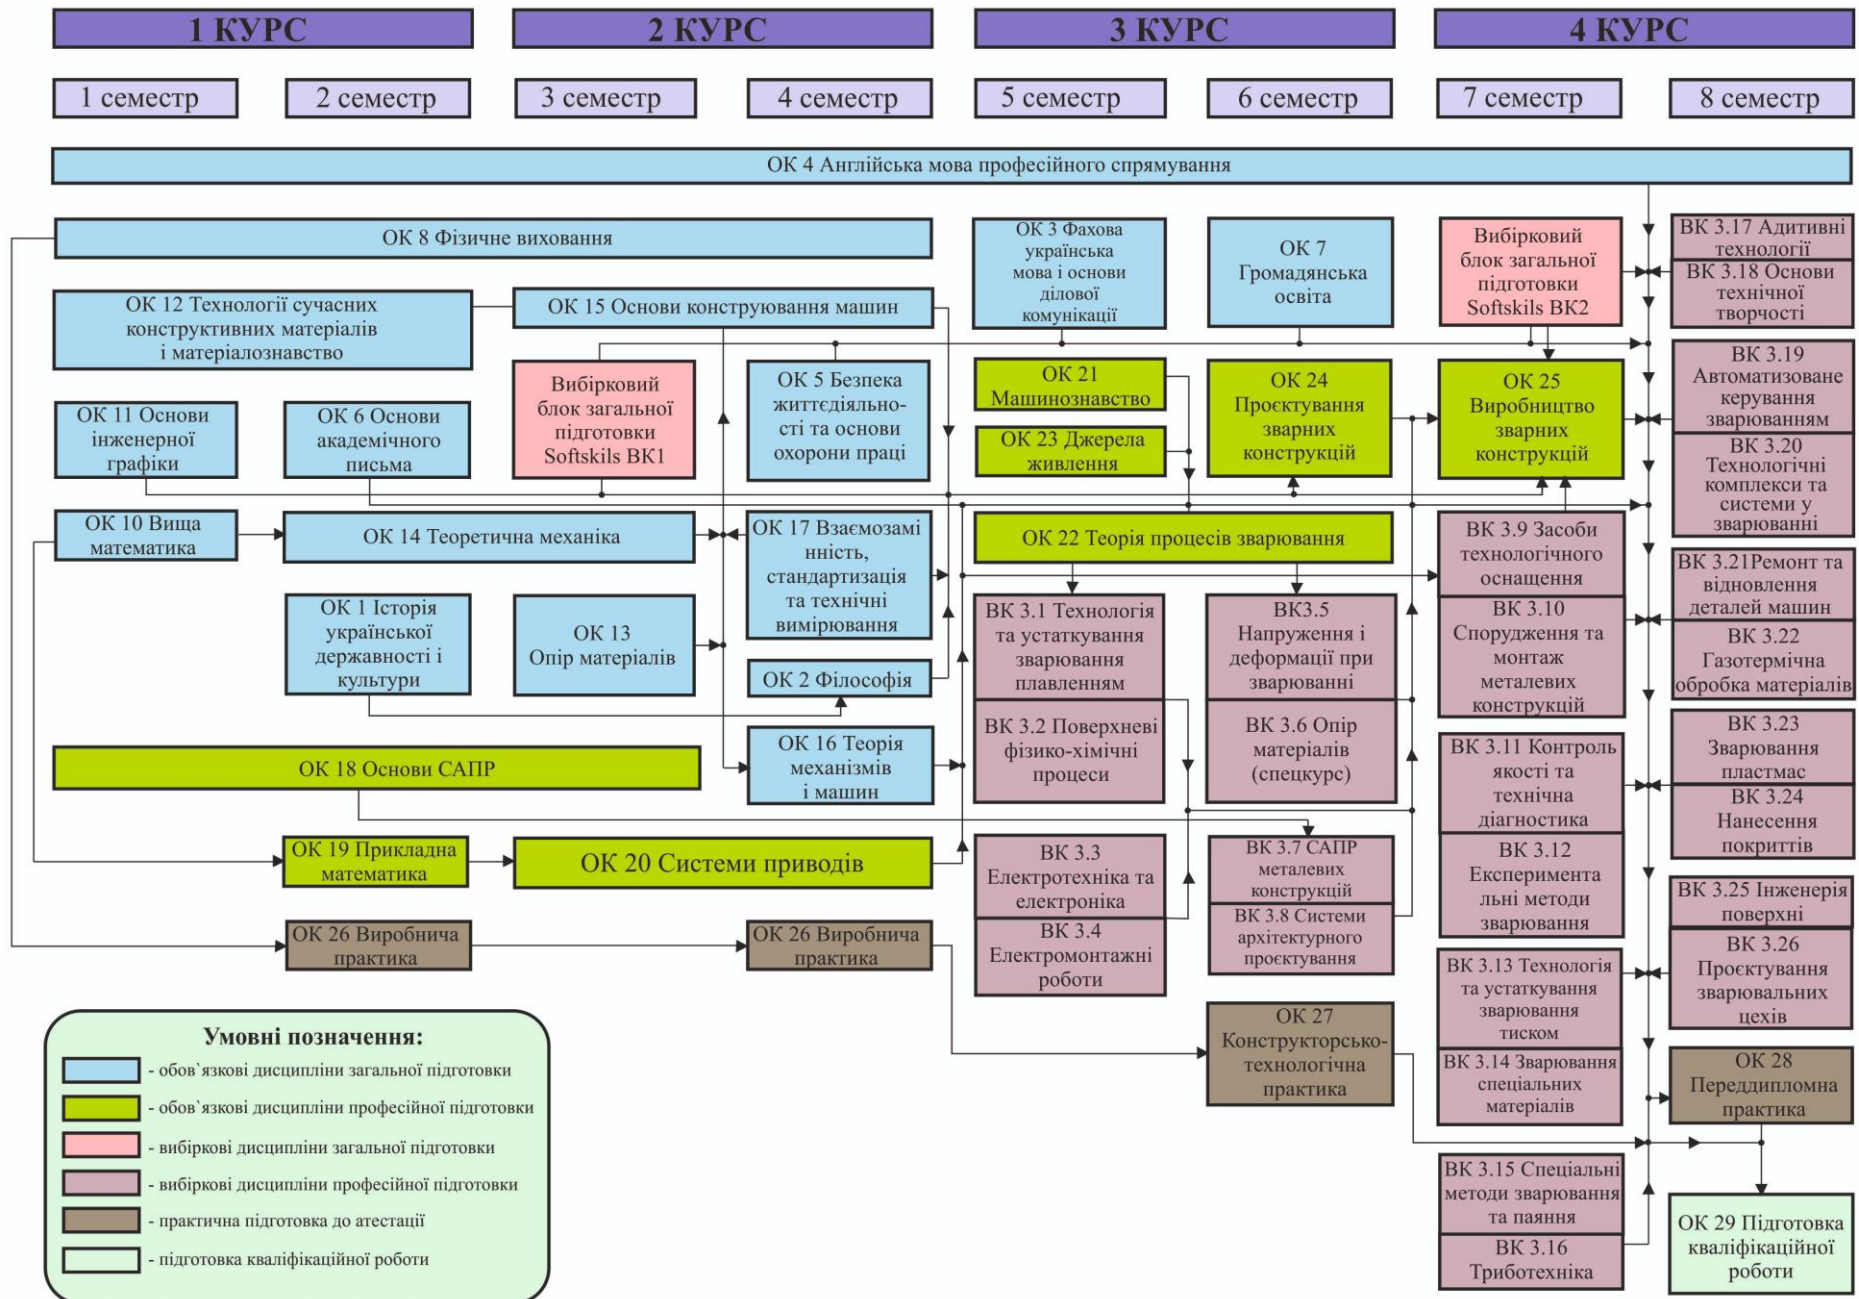 1 КУРС
2 КУРС
3 КУРС
4 КУРС
1 семестр
2 семестр
3 семестр
4 семестр
5 семестр
6 семестр
7 семестр
8 семестр
ОК 4 Англійська мова професійного спрямування
ОК 8 Фізичне виховання
ОК 3 Фахова
українська
мова і основи
ділової
комунікації
ОК 7
Громадянська
освіта
Вибірковий
блок загальної
підготовки
Softskils ВК2
ВК 3.17 Адитивні
технології
ВК 3.18 Основи
технічної
творчості
ОК 12 Технології сучасних
конструктивних матеріалів
і матеріалознавство
ОК 15 Основи конструювання машин
Вибірковий
блок загальної
підготовки
Softskils ВК1
ОК 5 Безпека
життєдіяльно-
сті та основи
охорони праці
ОК 21
Машинознавство
ОК 23 Джерела
живлення
ОК 24
Проєктування
зварних
конструкцій
ОК 25
Виробництво
зварних
конструкцій
ВК 3.19
Автоматизоване
керування
зварюванням
ВК 3.20
Технологічні
комплекси та
системи у
зварюванні
ОК 11 Основи
інженерної
графіки
ОК 6 Основи
академічного
письма
ОК 10 Вища
математика
ОК 14 Теоретична механіка
ОК 17 Взаємозамі
нність,
стандартизація
та технічні
вимірювання
ОК 22 Теорія процесів зварювання
ВК 3.9 Засоби
технологічного
оснащення
ВК 3.10
Спорудження та
монтаж
металевих
конструкцій
ВК 3.21Ремонт та
відновлення
деталей машин
ВК 3.22
Газотермічна
обробка матеріалів
ОК 1 Історія
української
державності і
культури
ОК 13
Опір матеріалів
ОК 2 Філософія
ВК 3.1 Технологія
та устаткування
зварювання
плавленням
ВК 3.2 Поверхневі
фізико-хімічні
процеси
ВК3.5
Напруження і
деформації при
зварюванні
ВК 3.6 Опір
матеріалів
(спецкурс)
ОК 18 Основи САПР
ОК 16 Теорія
механізмів
і машин
ВК 3.11 Контроль
якості та
технічна
діагностика
ВК 3.12
Експеримента
льні методи
зварювання
ВК 3.23
Зварювання
пластмас
ВК 3.24
Нанесення
покриттів
ОК 19 Прикладна
математика
ОК 20 Системи приводів
ВК 3.3
Електротехніка та
електроніка
ВК 3.4
Електромонтажні
роботи
ВК 3.7 САПР
металевих
конструкцій
ВК 3.8 Системи
архітектурного
проєктування
ВК 3.25 Інженерія
поверхні
ВК 3.26
Проєктування
зварювальних
цехів
ОК 26 Виробнича
практика
ОК 26 Виробнича
практика
ВК 3.13 Технологія
та устаткування
зварювання
тиском
ВК 3.14 Зварювання
спеціальних
матеріалів
ОК 27
Конструкторсько-
технологічна
практика
ОК 28
Переддипломна
практика
ВК 3.15 Спеціальні
методи зварювання
та паяння
ВК 3.16
Триботехніка
ОК 29 Підготовка
кваліфікаційної
роботи
Умовні позначення:
- обов`язкові дисципліни загальної підготовки
- обов`язкові дисципліни професійної підготовки
- вибіркові дисципліни загальної підготовки
- вибіркові дисципліни професійної підготовки
- практична підготовка до атестації
- підготовка кваліфікаційної роботи